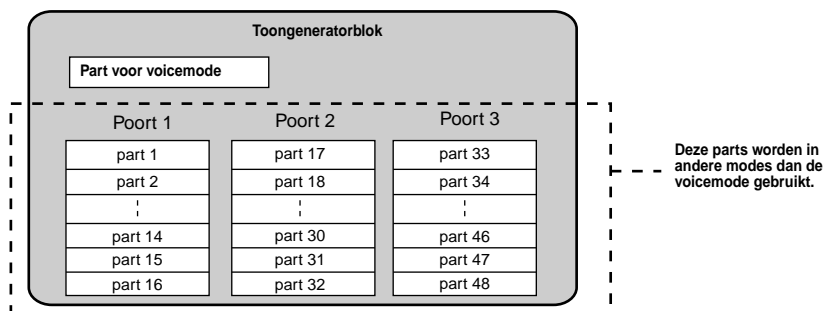 Toongeneratorblok
Part voor voicemode
Poort 1
part 1
part 2
part 14
part 15
part 16
Poort 2
part 17
part 18
part 30
part 31
part 32
Poort 3
part 33
part 34
part 46
part 47
part 48
Deze parts worden in
andere modes dan de
voicemode gebruikt.